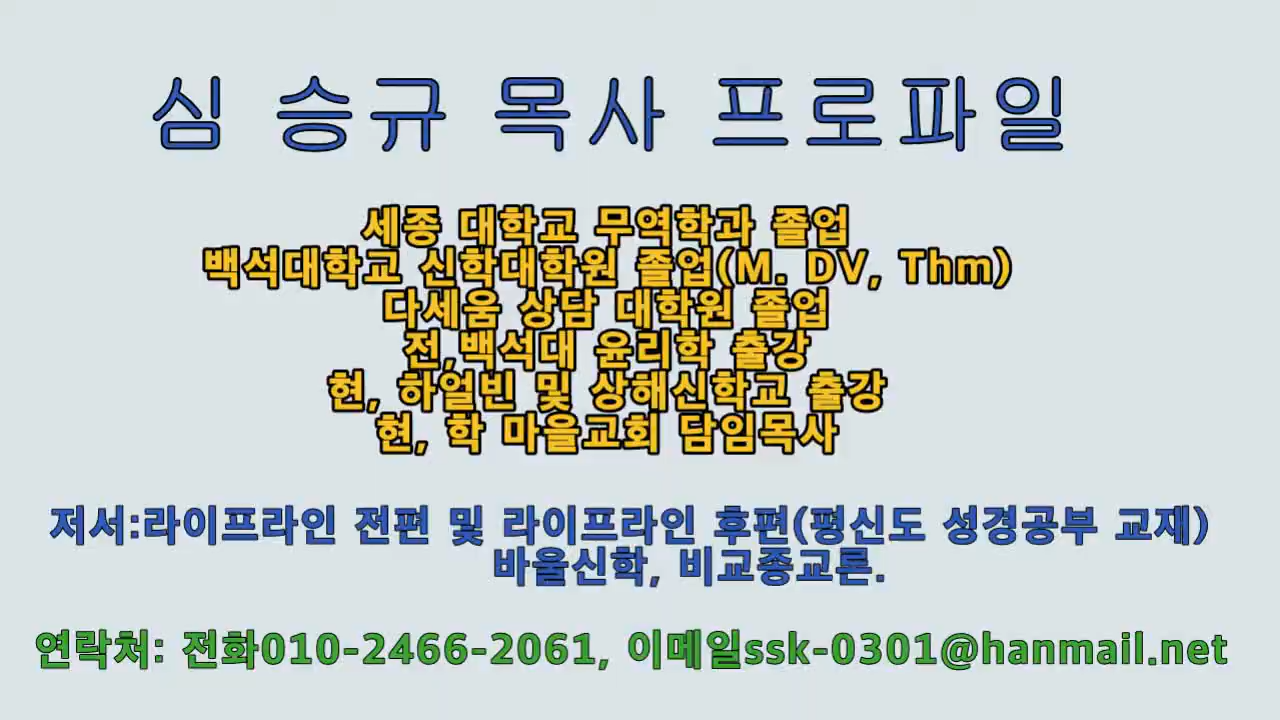 심 승규 목사 프로파일
세종 대학교 무역학과 졸업
백석대학교 신학대학원 졸업(M. DV, Thm)
다세움 상담 대학원 졸업
전,백석대 윤리학 출강
현, 하얼빈 및 상해신학교 출강
현, 학 마을교회 담임목사
저서:라이프라인 전편 및 라이프라인 후편(평신도 성경공부 교재)
바울신학, 비교종교론.
연락처: 전화010-2466-2061, 이메일ssk-0301@hanmail.net